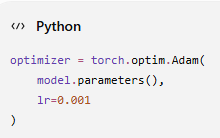 </> Python
optimizer = torch.optim.Adam(
    model.parameters(),
    lr=0.001
)